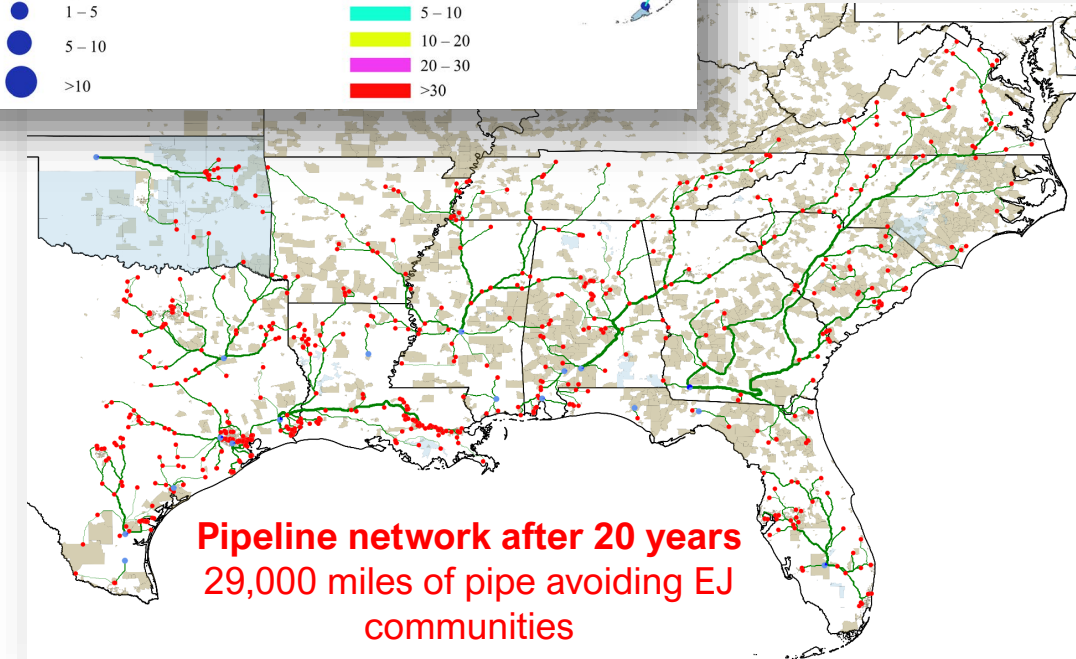 1 – 5
5 – 10
>10
5 – 10
10 – 20
20 – 30
>30
Pipeline network after 20 years
29,000 miles of pipe avoiding EJ
communities